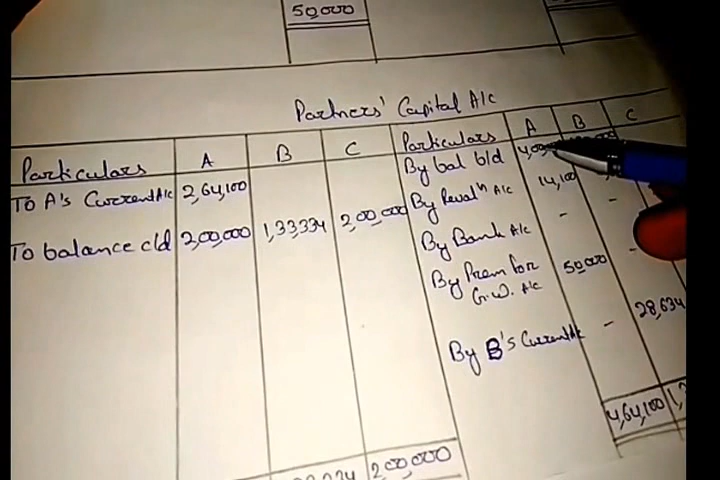 50,000
Partners' Capital A/c
Particulars A B C Particulars A B C
To A's Current A/c 2,64,100 By bal b/d
By Revalⁿ A/c 14,100
To balance c/d 2,00,000 1,33,334 2,00,000 By Bank A/c - -
By Prem for G.W. A/c 50,000 -
By B's Current A/c - 28,634
4,64,100
2,00,000